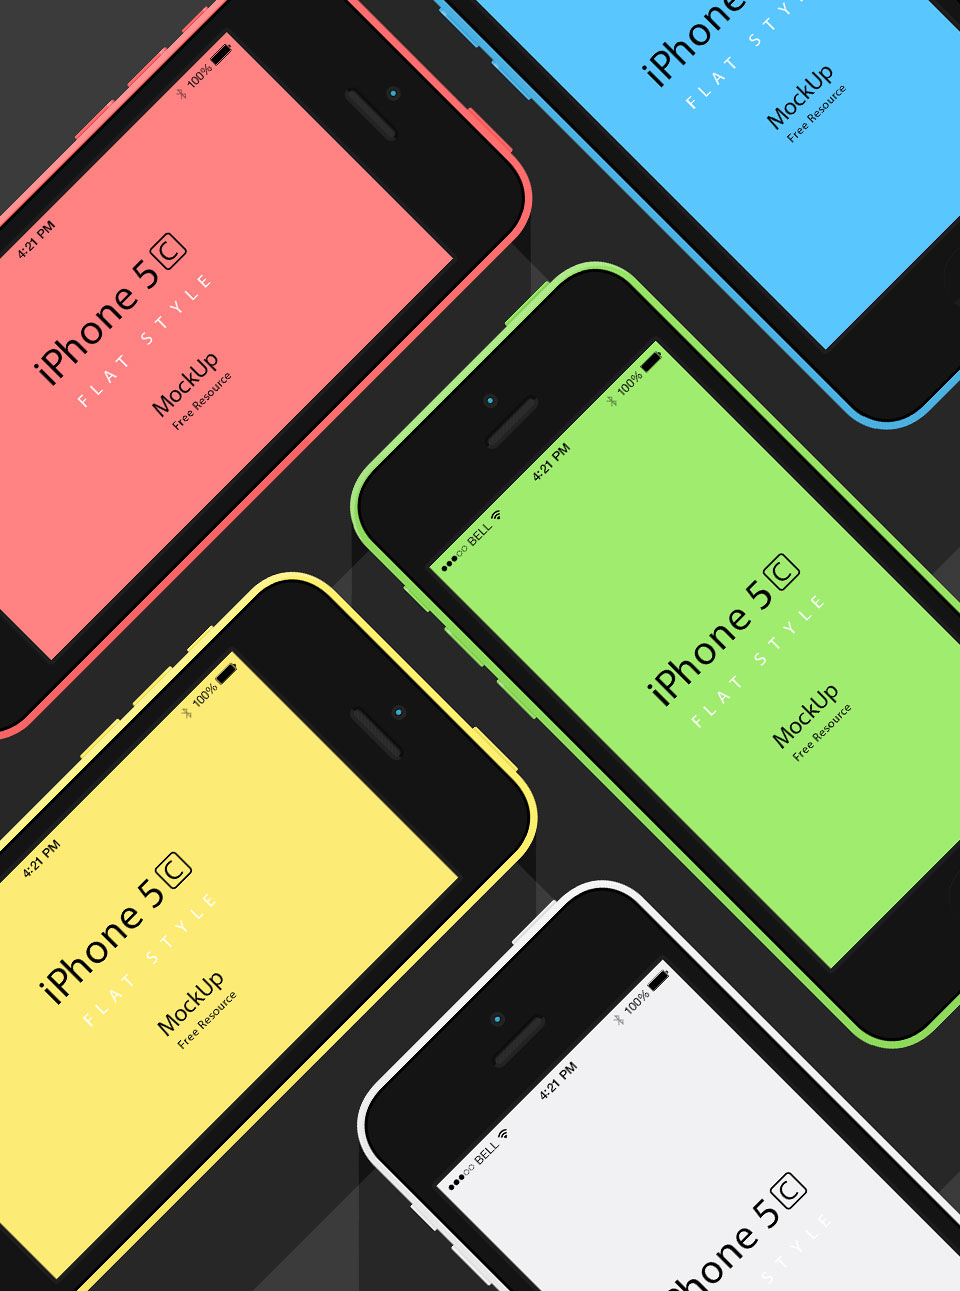 100%
4:21 PM
iPhone 5C
FLAT STYLE
MockUp
Free Resource
iPhone
FLAT STY
MockUp
Free Resource
●●●○○ BELL
4:21 PM
100%
iPhone 5C
FLAT STYLE
MockUp
Free Resource
100%
4:21 PM
iPhone 5C
FLAT STYLE
MockUp
Free Resource
●●●○○ BELL
4:21 PM
100%
Phone 5C
STYLE